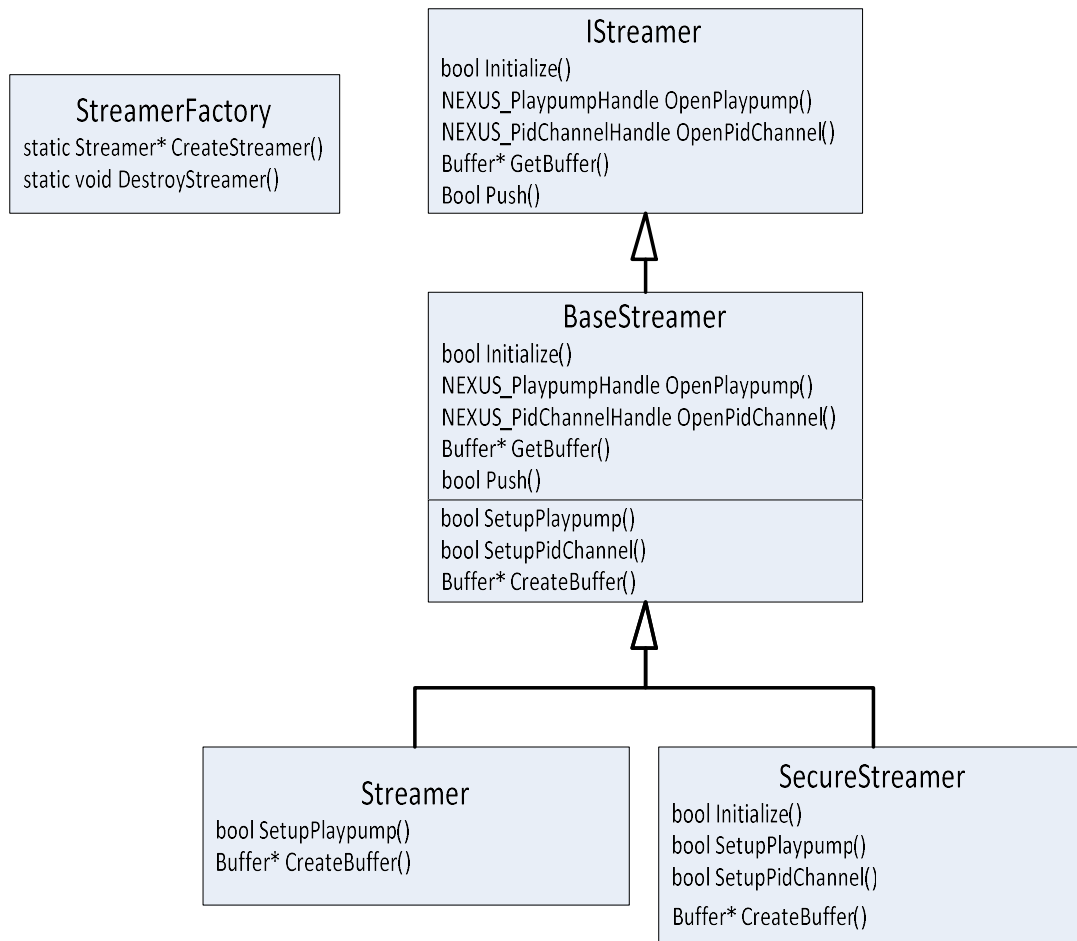 StreamerFactory
static Streamer* CreateStreamer()
static void DestroyStreamer()
IStreamer
bool Initialize()
NEXUS_PlaypumpHandle OpenPlaypump()
NEXUS_PidChannelHandle OpenPidChannel()
Buffer* GetBuffer()
Bool Push()
BaseStreamer
bool Initialize()
NEXUS_PlaypumpHandle OpenPlaypump()
NEXUS_PidChannelHandle OpenPidChannel()
Buffer* GetBuffer()
bool Push()
bool SetupPlaypump()
bool SetupPidChannel()
Buffer* CreateBuffer()
Streamer
bool SetupPlaypump()
Buffer* CreateBuffer()
SecureStreamer
bool Initialize()
bool SetupPlaypump()
bool SetupPidChannel()
Buffer* CreateBuffer()